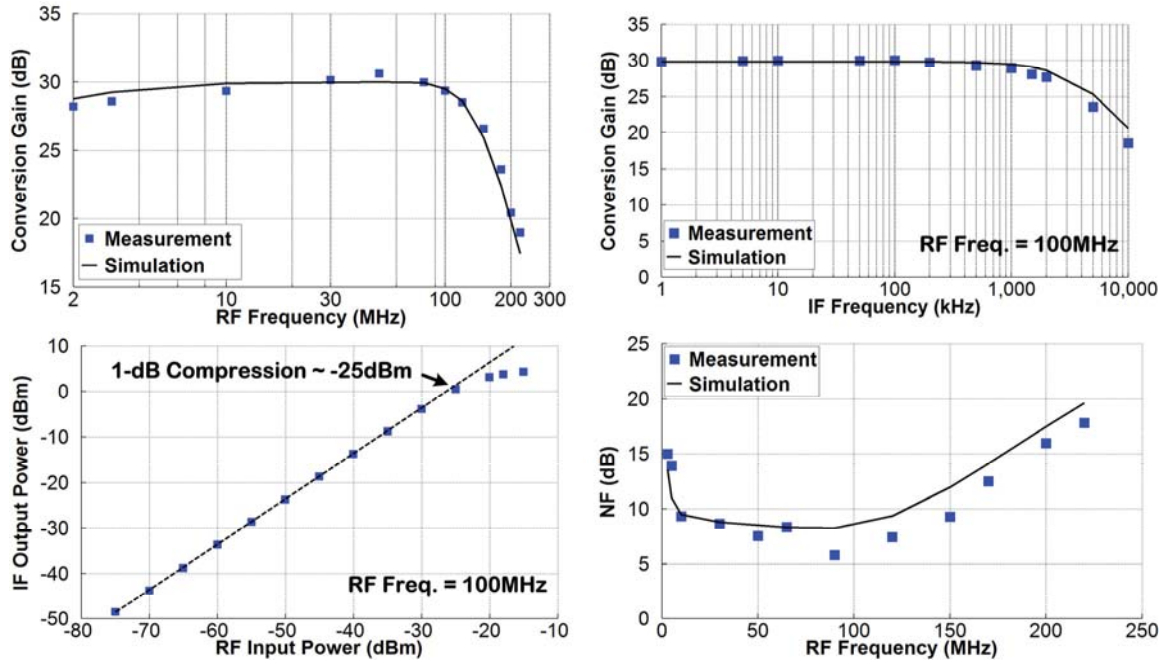 35
30
25
20
15
Conversion Gain (dB)
Measurement
Simulation
2 10 30 100 200 300
RF Frequency (MHz)
35
30
25
20
15
10
5
0
Conversion Gain (dB)
Measurement
Simulation
RF Freq. = 100MHz
1 10 100 1,000 10,000
IF Frequency (kHz)
10
0
-10
-20
-30
-40
-50
IF Output Power (dBm)
1-dB Compression ~ -25dBm
RF Freq. = 100MHz
-80 -70 -60 -50 -40 -30 -20 -10
RF Input Power (dBm)
25
20
15
10
5
0
NF (dB)
Measurement
Simulation
0 50 100 150 200 250
RF Frequency (MHz)